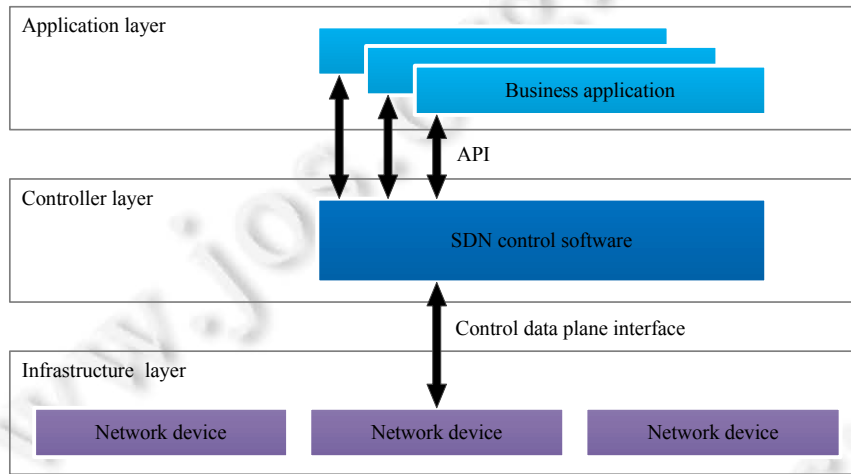 Application layer
Business application
API
Controller layer
SDN control software
Control data plane interface
Infrastructure layer
Network device
Network device
Network device